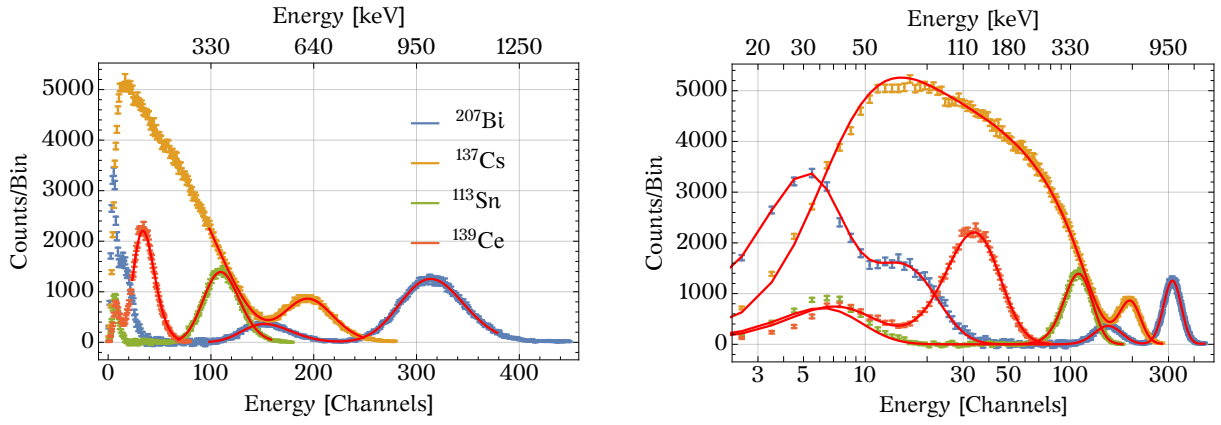 Energy [keV]
330 640 950 1250
5000
4000
3000
2000
1000
0
Counts/Bin
²⁰⁷Bi
¹³⁷Cs
¹¹³Sn
¹³⁹Ce
0 100 200 300 400
Energy [Channels]
Energy [keV]
20 30 50 110 180 330 950
5000
4000
3000
2000
1000
0
Counts/Bin
3 5 10 30 50 100 300
Energy [Channels]